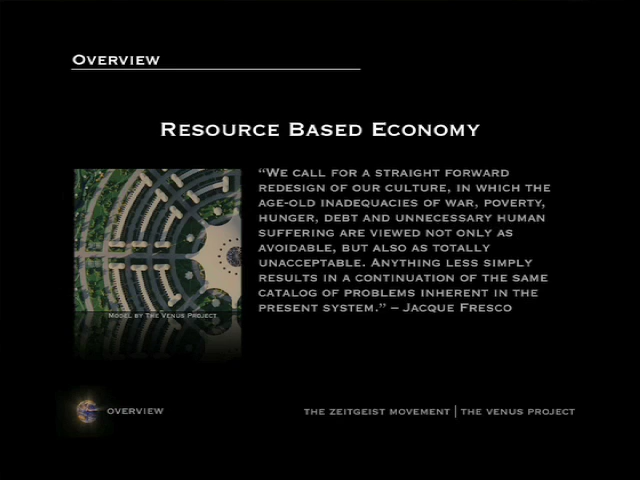 OVERVIEW
RESOURCE BASED ECONOMY
“WE CALL FOR A STRAIGHT FORWARD
REDESIGN OF OUR CULTURE, IN WHICH THE
AGE-OLD INADEQUACIES OF WAR, POVERTY,
HUNGER, DEBT AND UNNECESSARY HUMAN
SUFFERING ARE VIEWED NOT ONLY AS
AVOIDABLE, BUT ALSO AS TOTALLY
UNACCEPTABLE. ANYTHING LESS SIMPLY
RESULTS IN A CONTINUATION OF THE SAME
CATALOG OF PROBLEMS INHERENT IN THE
PRESENT SYSTEM.” – JACQUE FRESCO
MODEL BY THE VENUS PROJECT
OVERVIEW
THE ZEITGEIST MOVEMENT | THE VENUS PROJECT